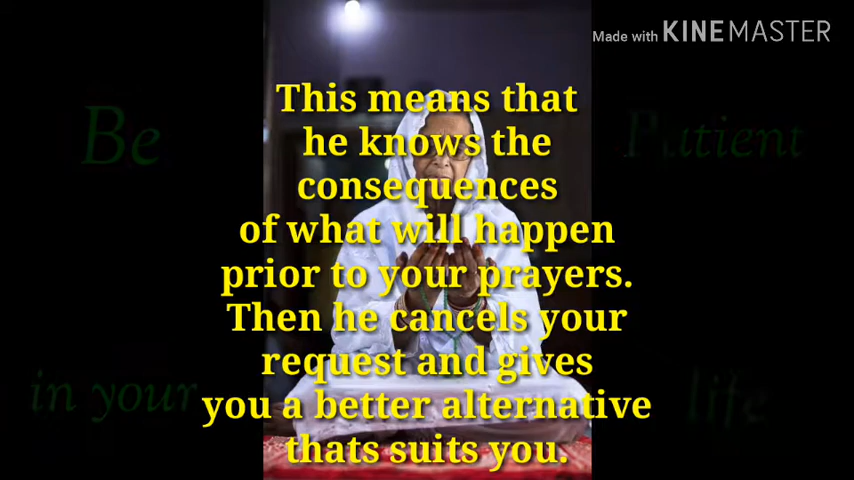 Made with KINEMASTER
This means that
he knows the
consequences
of what will happen
prior to your prayers.
Then he cancels your
request and gives
you a better alternative
thats suits you.
Be
Patient
in your
life